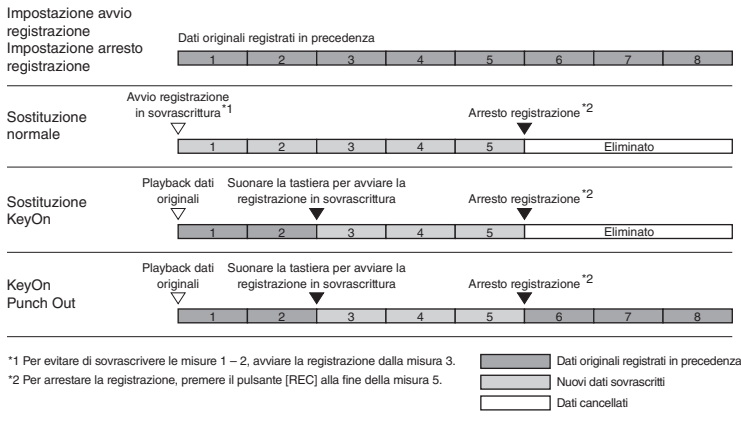 Impostazione avvio
registrazione
Impostazione arresto
registrazione
Dati originali registrati in precedenza
1 2 3 4 5 6 7 8
Sostituzione
normale
Avvio registrazione
in sovrascrittura*1
Arresto registrazione*2
1 2 3 4 5 Eliminato
Sostituzione
KeyOn
Playback dati
originali
Suonare la tastiera per avviare la
registrazione in sovrascrittura
Arresto registrazione*2
1 2 3 4 5 Eliminato
KeyOn
Punch Out
Playback dati
originali
Suonare la tastiera per avviare la
registrazione in sovrascrittura
Arresto registrazione*2
1 2 3 4 5 6 7 8
*1 Per evitare di sovrascrivere le misure 1 – 2, avviare la registrazione dalla misura 3.
*2 Per arrestare la registrazione, premere il pulsante [REC] alla fine della misura 5.
Dati originali registrati in precedenza
Nuovi dati sovrascritti
Dati cancellati